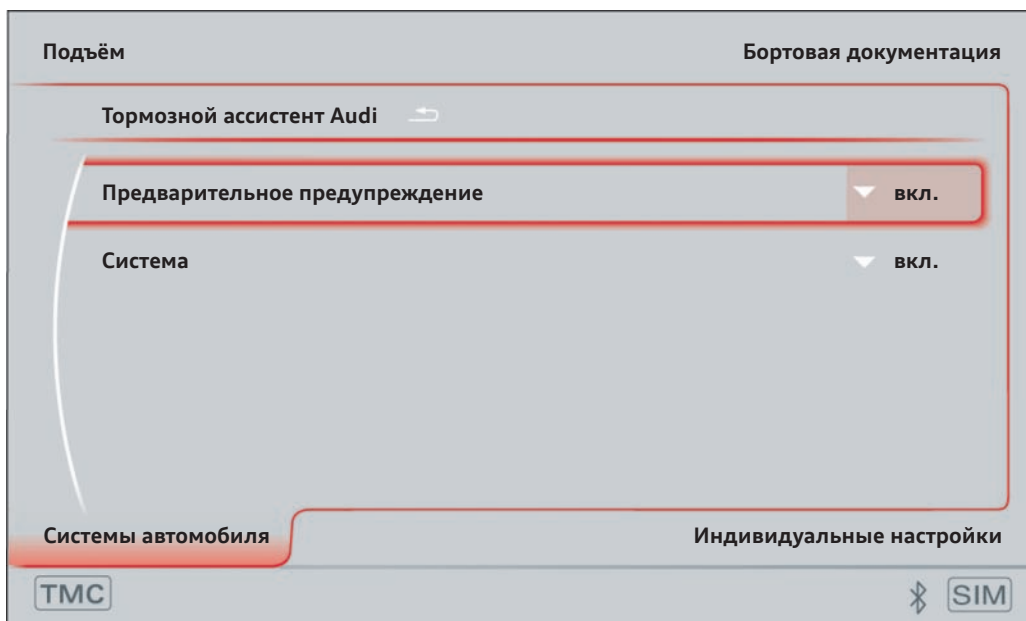 Подъём
Бортовая документация
Тормозной ассистент Audi
Предварительное предупреждение
вкл.
Система
вкл.
Системы автомобиля
Индивидуальные настройки
TMC
SIM